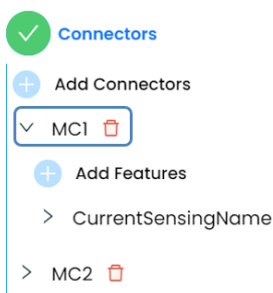 Connectors
Add Connectors
MC1
Add Features
CurrentSensingName
MC2